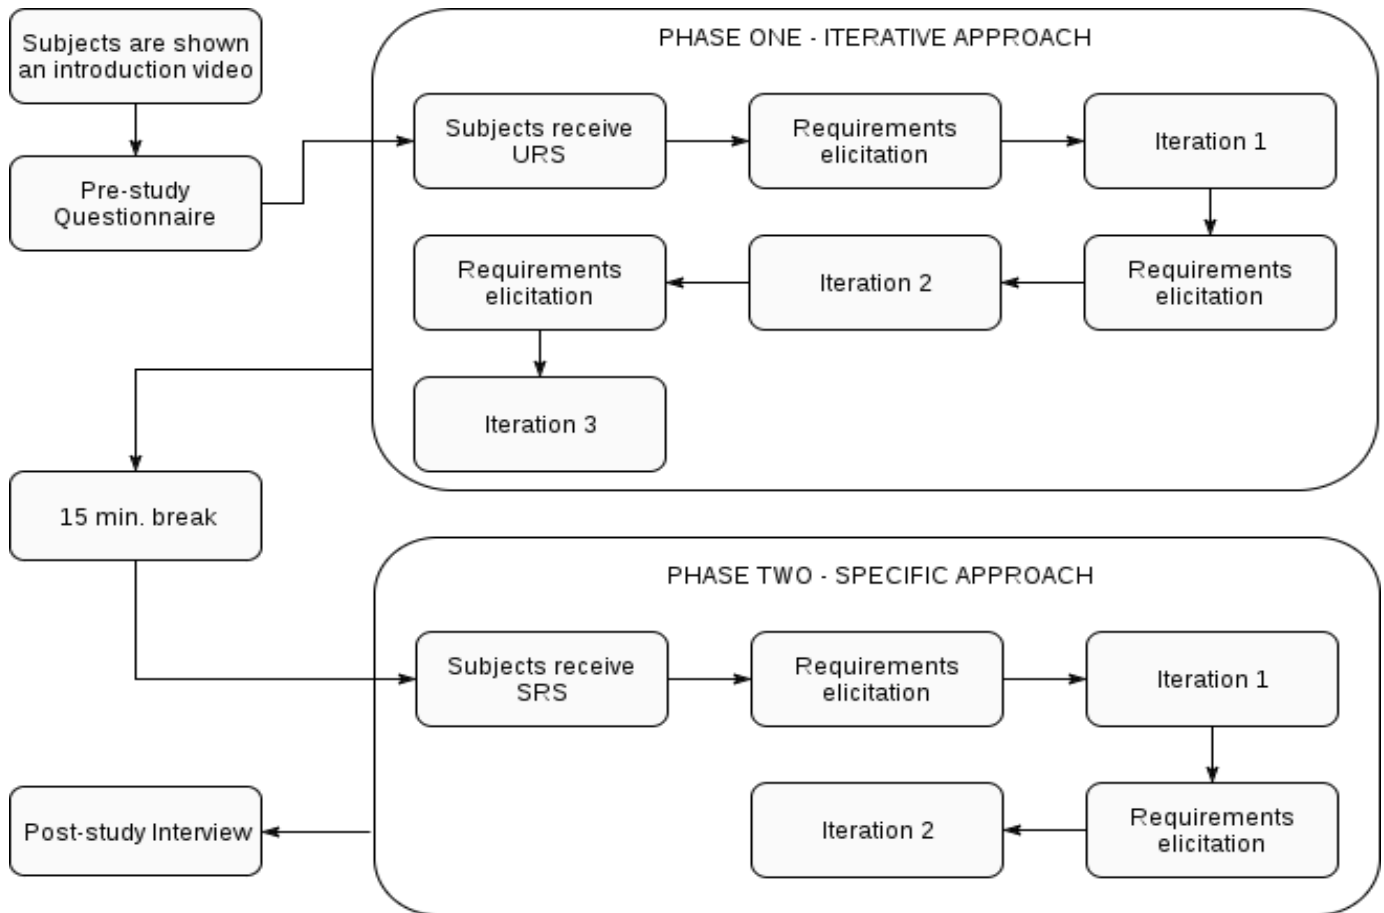 Subjects are shown
an introduction video
Pre-study
Questionnaire
PHASE ONE - ITERATIVE APPROACH
Subjects receive
URS
Requirements
elicitation
Iteration 1
Requirements
elicitation
Iteration 2
Requirements
elicitation
Iteration 3
15 min. break
PHASE TWO - SPECIFIC APPROACH
Subjects receive
SRS
Requirements
elicitation
Iteration 1
Requirements
elicitation
Iteration 2
Post-study Interview